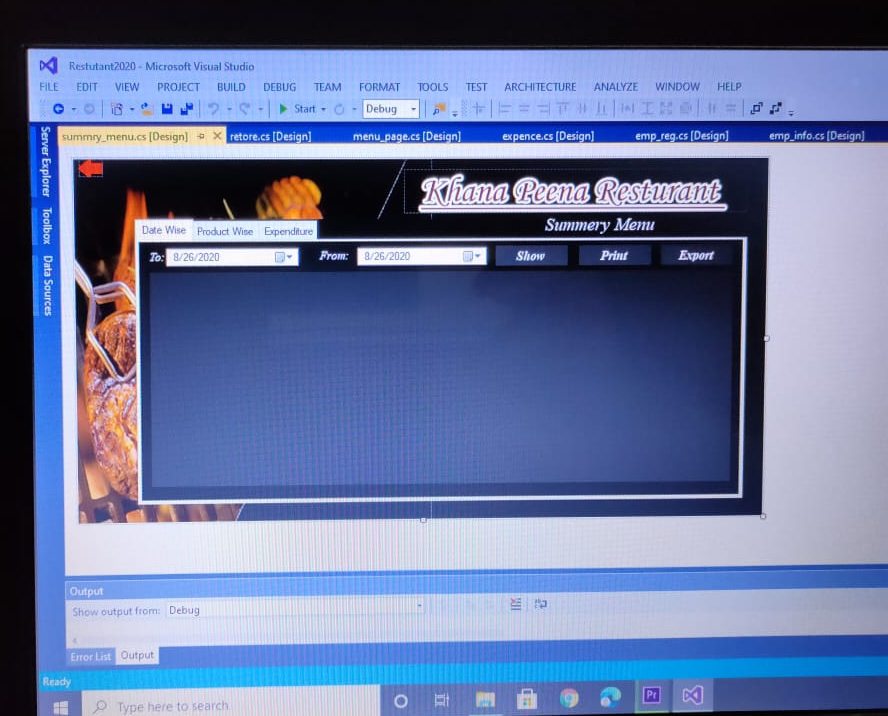 Restutant2020 - Microsoft Visual Studio
FILE EDIT VIEW PROJECT BUILD DEBUG TEAM FORMAT TOOLS TEST ARCHITECTURE ANALYZE WINDOW HELP
Start Debug
summry_menu.cs [Design] retore.cs [Design] menu_page.cs [Design] expence.cs [Design] emp_reg.cs [Design] emp_info.cs [Design]
Server Explorer
Toolbox
Data Sources
Khana Peena Resturant
Summery Menu
Date Wise Product Wise Expenditure
To: 8/26/2020 From: 8/26/2020 Show Print Export
Output
Show output from: Debug
Error List Output
Ready
Type here to search
Pr